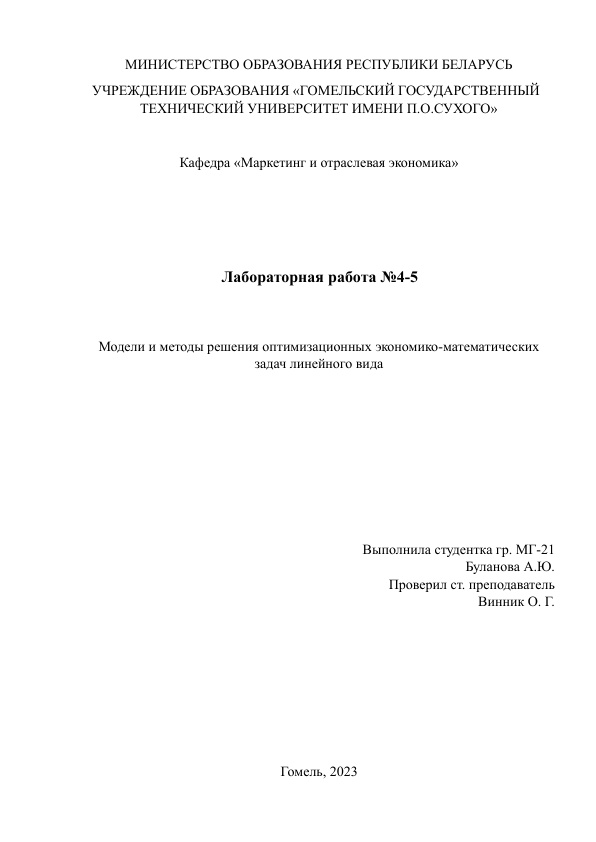 МИНИСТЕРСТВО ОБРАЗОВАНИЯ РЕСПУБЛИКИ БЕЛАРУСЬ
УЧРЕЖДЕНИЕ ОБРАЗОВАНИЯ «ГОМЕЛЬСКИЙ ГОСУДАРСТВЕННЫЙ
ТЕХНИЧЕСКИЙ УНИВЕРСИТЕТ ИМЕНИ П.О.СУХОГО»
Кафедра «Маркетинг и отраслевая экономика»
Лабораторная работа №4-5
Модели и методы решения оптимизационных экономико-математических
задач линейного вида
Выполнила студентка гр. МГ-21
Буланова А.Ю.
Проверил ст. преподаватель
Винник О. Г.
Гомель, 2023